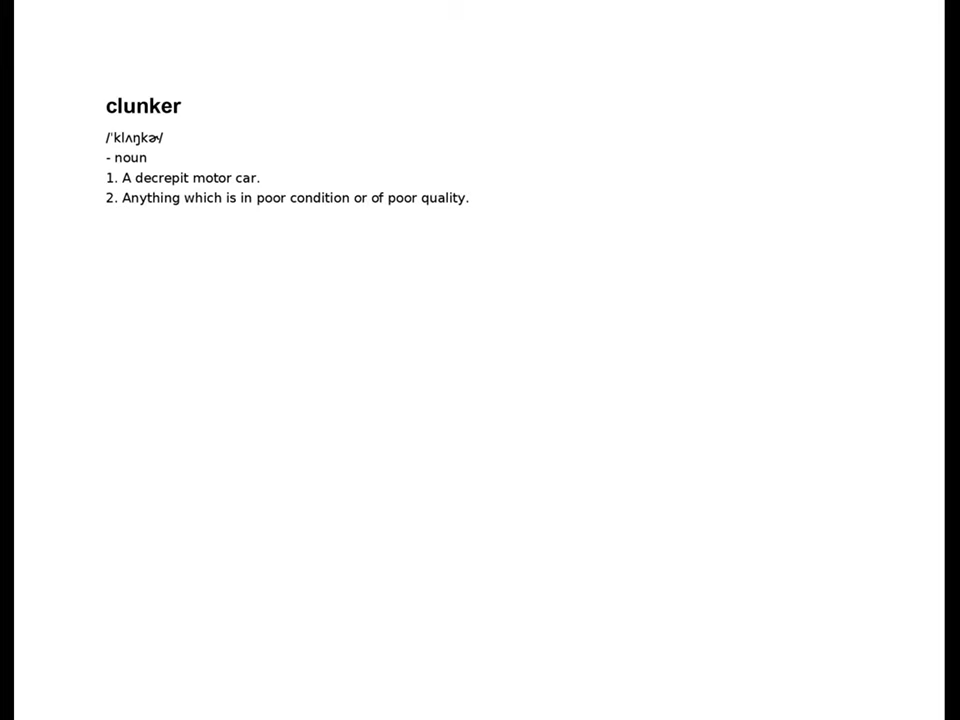 clunker
/ˈklʌŋkɚ/
- noun
1. A decrepit motor car.
2. Anything which is in poor condition or of poor quality.